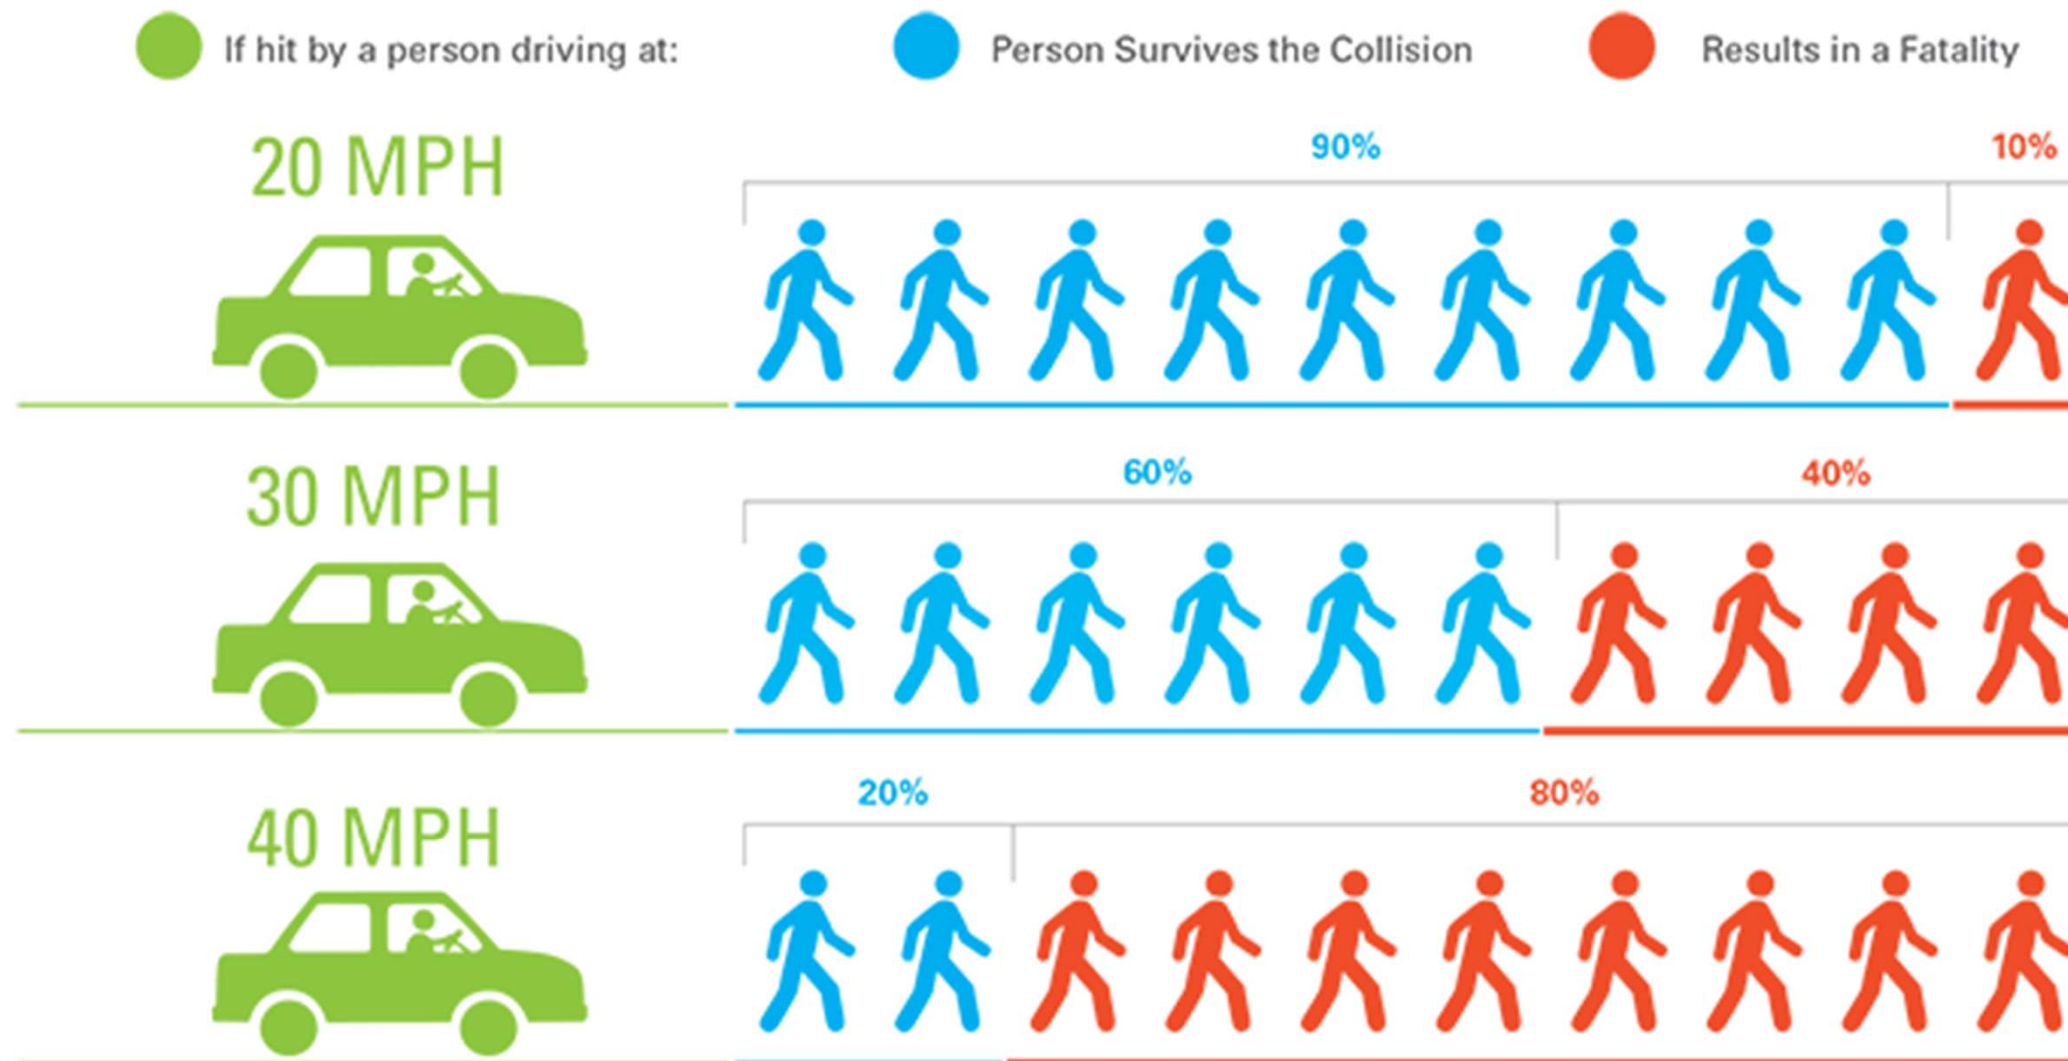 If hit by a person driving at: Person Survives the Collision Results in a Fatality
20 MPH 90% 10%
30 MPH 60% 40%
40 MPH 20% 80%